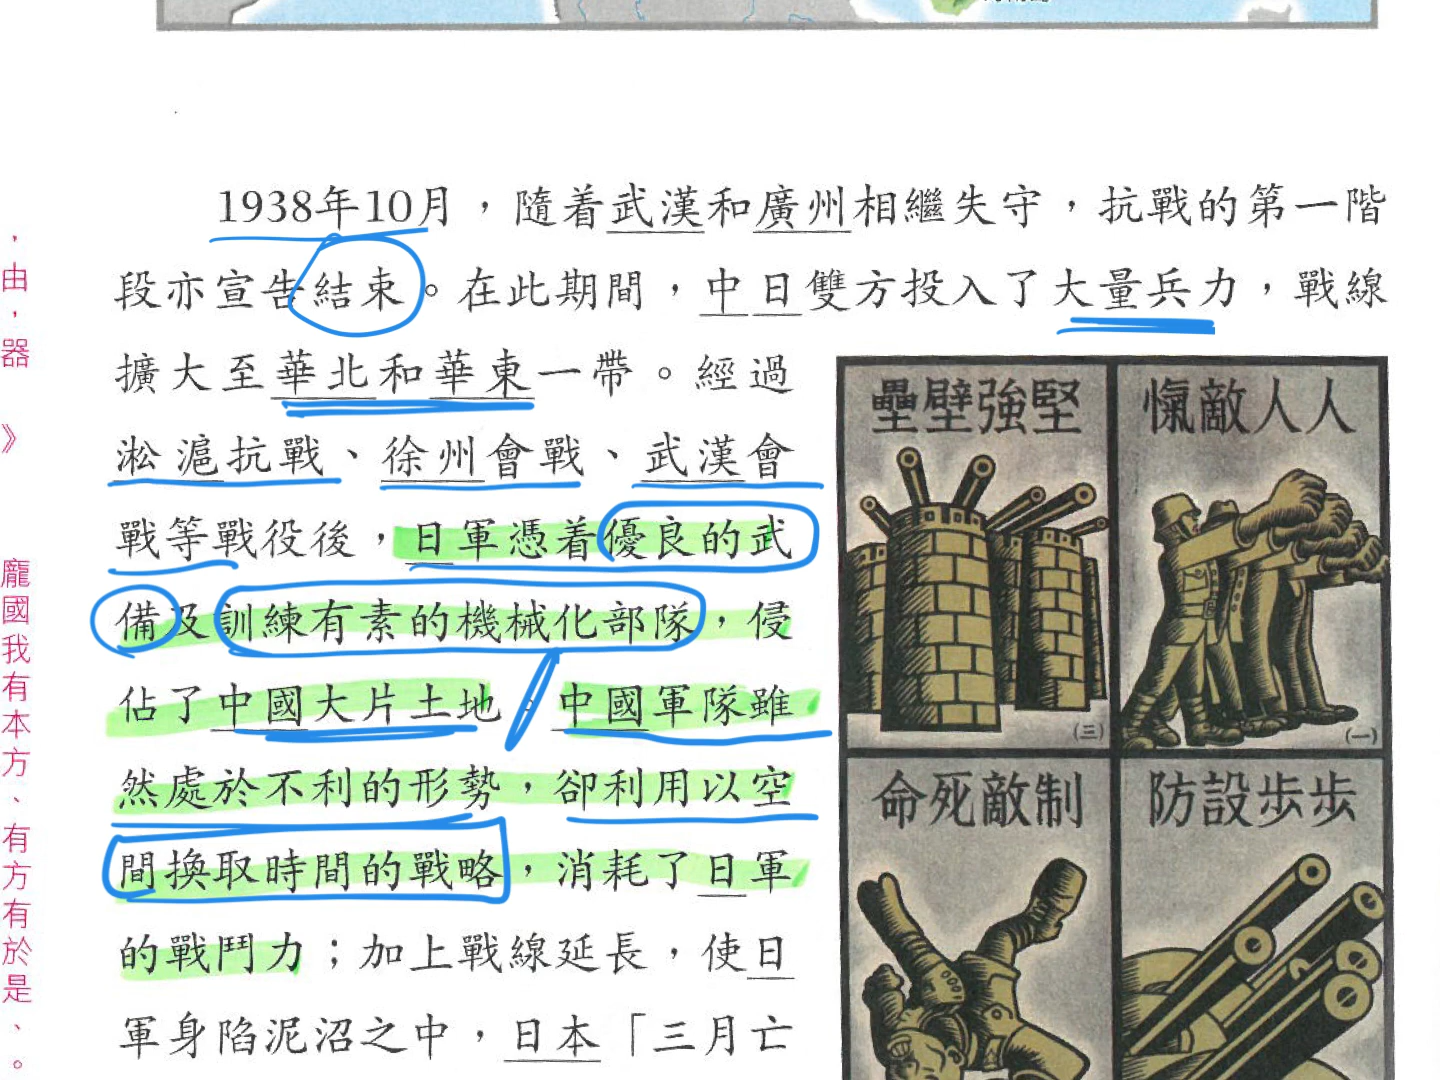 1938年10月，隨着武漢和廣州相繼失守，抗戰的第一階
段亦宣告結束。在此期間，中日雙方投入了大量兵力，戰線
擴大至華北和華東一帶。經過
淞滬抗戰、徐州會戰、武漢會
戰等戰役後，日軍憑着優良的武
備及訓練有素的機械化部隊，侵
佔了中國大片土地。中國軍隊雖
然處於不利的形勢，卻利用以空
間換取時間的戰略，消耗了日軍
的戰鬥力；加上戰線延長，使日
軍身陷泥沼之中，日本「三月亡
人人敵愾
(一)
壘壁強堅
(三)
步步設防
命死敵制
，由，器
》
龐國我有本方、有方有於是、。